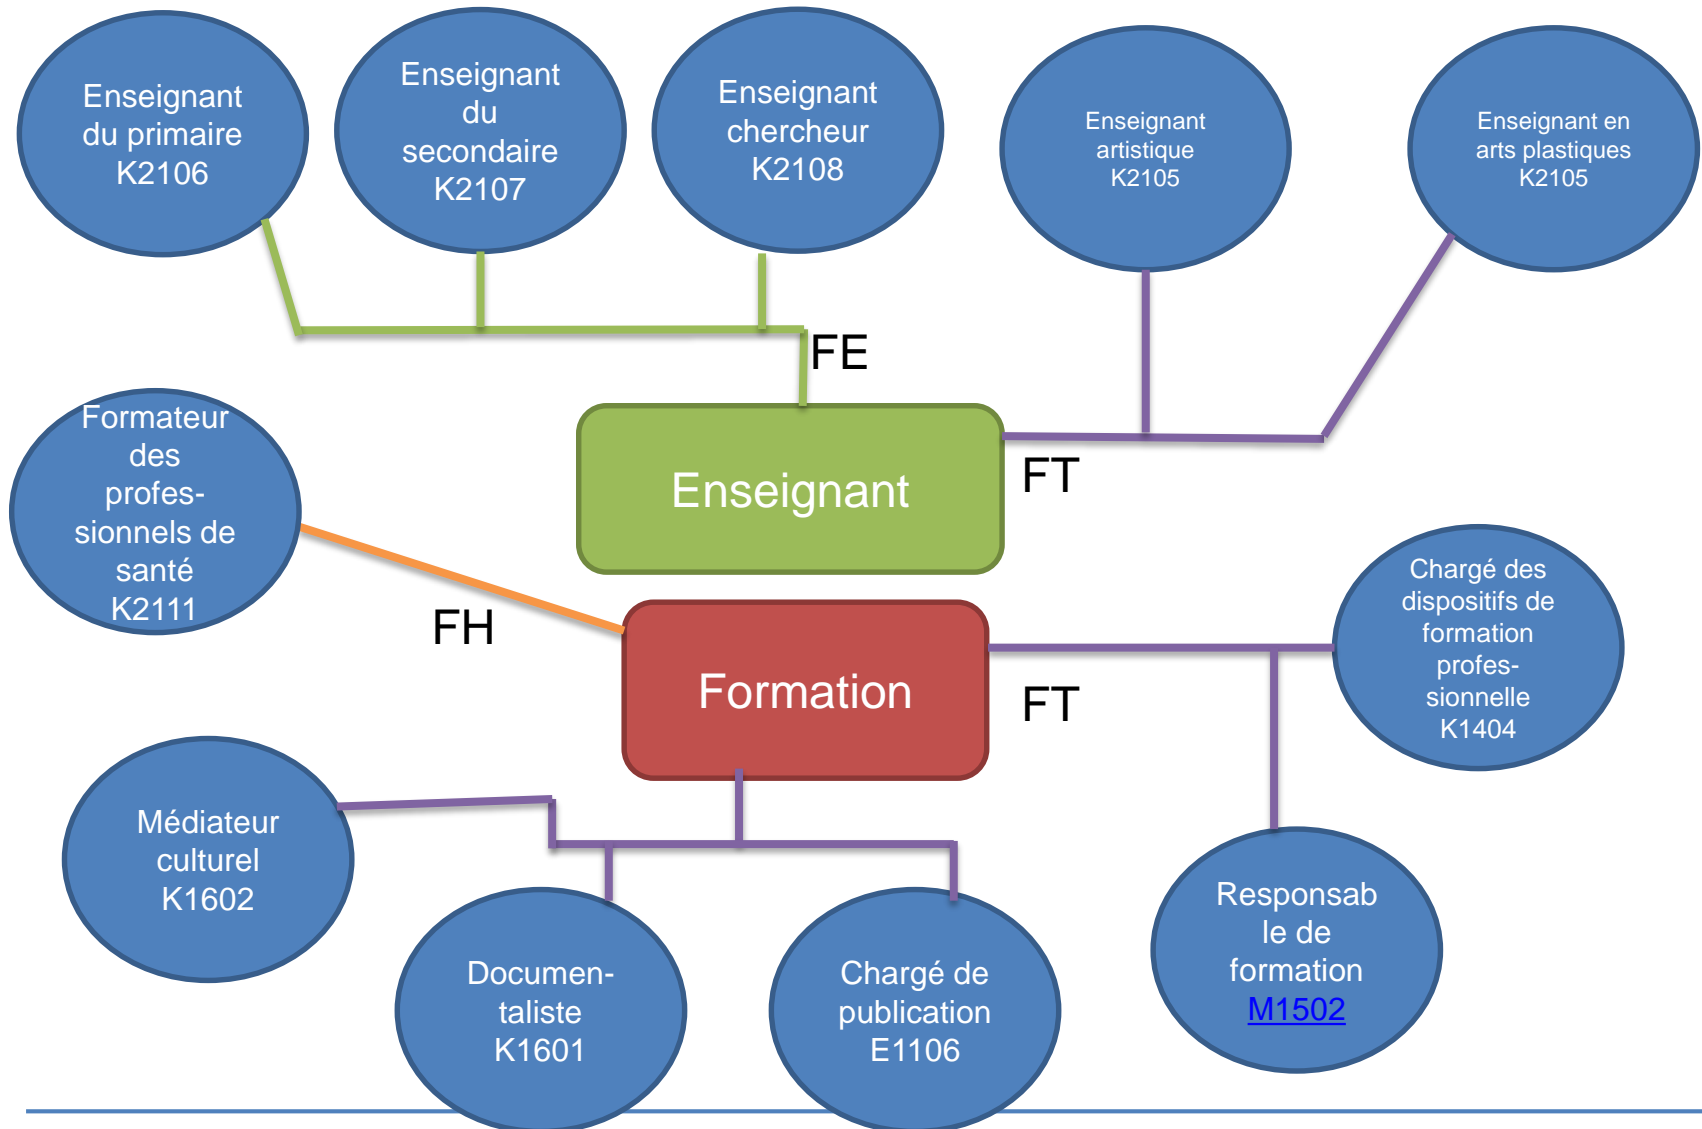 Enseignant
du primaire
K2106
Enseignant
du
secondaire
K2107
Enseignant
chercheur
K2108
Enseignant
artistique
K2105
Enseignant en
arts plastiques
K2105
FE
Formateur
des
profes-
sionnels de
santé
K2111
Enseignant
FT
FH
Formation
FT
Chargé des
dispositifs de
formation
profes-
sionnelle
K1404
Médiateur
culturel
K1602
Documen-
taliste
K1601
Chargé de
publication
E1106
Responsab
le de
formation
M1502